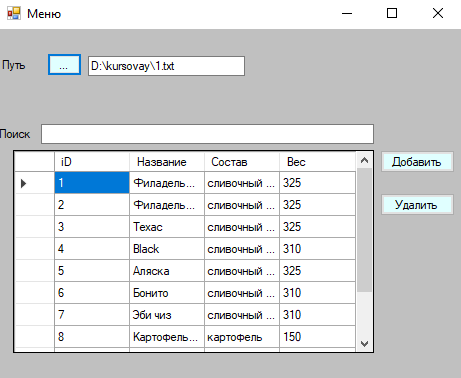 Меню
Путь ... D:\kursovay\1.txt
Поиск
iD Название Состав Вес
Добавить
1 Филадель... сливочный ... 325
2 Филадель... сливочный ... 325
Удалить
3 Техас сливочный ... 325
4 Black сливочный ... 310
5 Аляска сливочный ... 325
6 Бонито сливочный ... 310
7 Эби чиз сливочный ... 310
8 Картофель... картофель 150